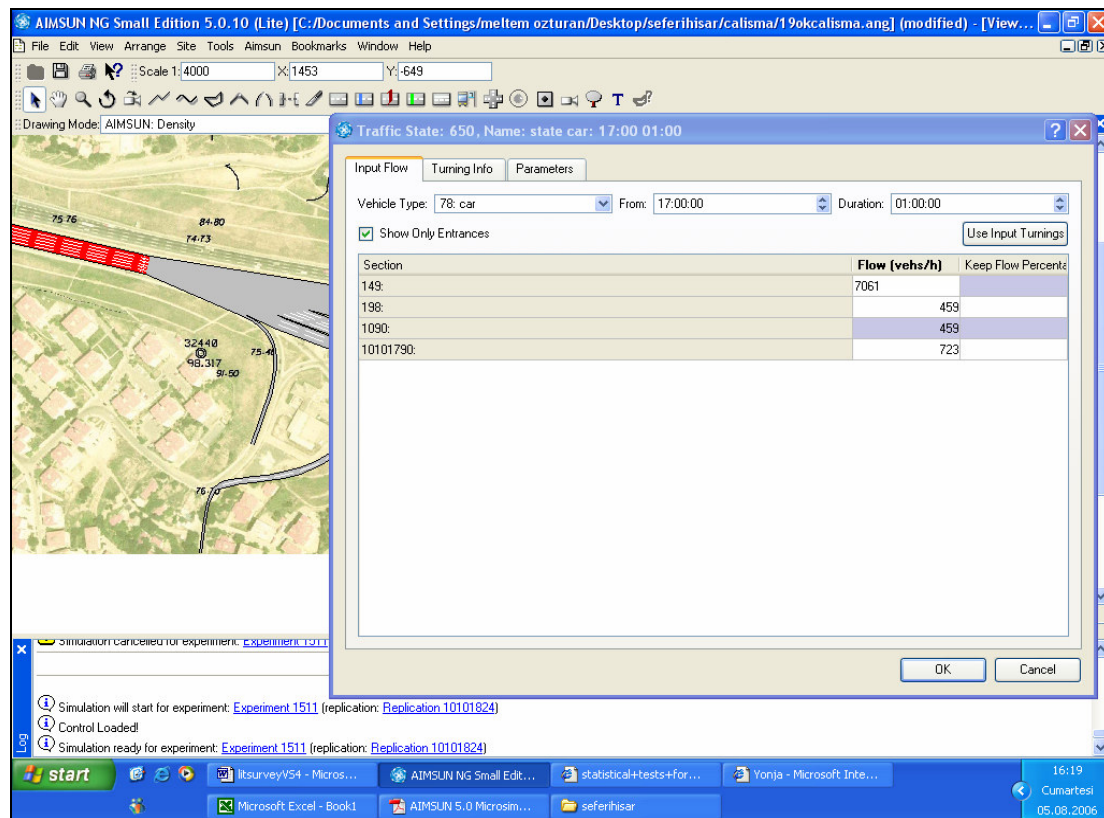 AIMSUN NG Small Edition 5.0.10 (Lite) [C:/Documents and Settings/meltem ozturan/Desktop/seferihisar/calisma/19okcalisma.ang] (modified) - [View...
File Edit View Arrange Site Tools Aimsun Bookmarks Window Help
Scale 1: 4000 X: 1453 Y: -649
Drawing Mode: AIMSUN: Density
Traffic State: 650, Name: state car: 17:00 01:00
Input Flow Turning Info Parameters
Vehicle Type: 78: car From: 17:00:00 Duration: 01:00:00
Show Only Entrances Use Input Turnings
Section Flow (vehs/h) Keep Flow Percenta
149: 7061
198: 459
1090: 459
10101790: 723
75 76
84-80
74-73
32440
98.317
91-50
OK Cancel
Simulation cancelled for experiment: Experiment 1511
Simulation will start for experiment: Experiment 1511 (replication: Replication 10101824)
Control Loaded!
Simulation ready for experiment: Experiment 1511 (replication: Replication 10101824)
Log
start litsurveyVS4 - Micros... AIMSUN NG Small Edit... statistical+tests+for... Yonja - Microsoft Inte... 16:19
Microsoft Excel - Book1 AIMSUN 5.0 Microsim... seferihisar Cumartesi
05.08.2006